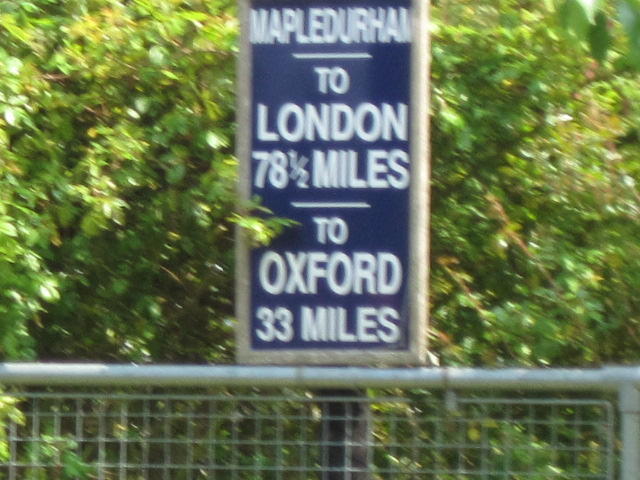 MAPLEDURHAM
TO
LONDON
78½ MILES
TO
OXFORD
33 MILES